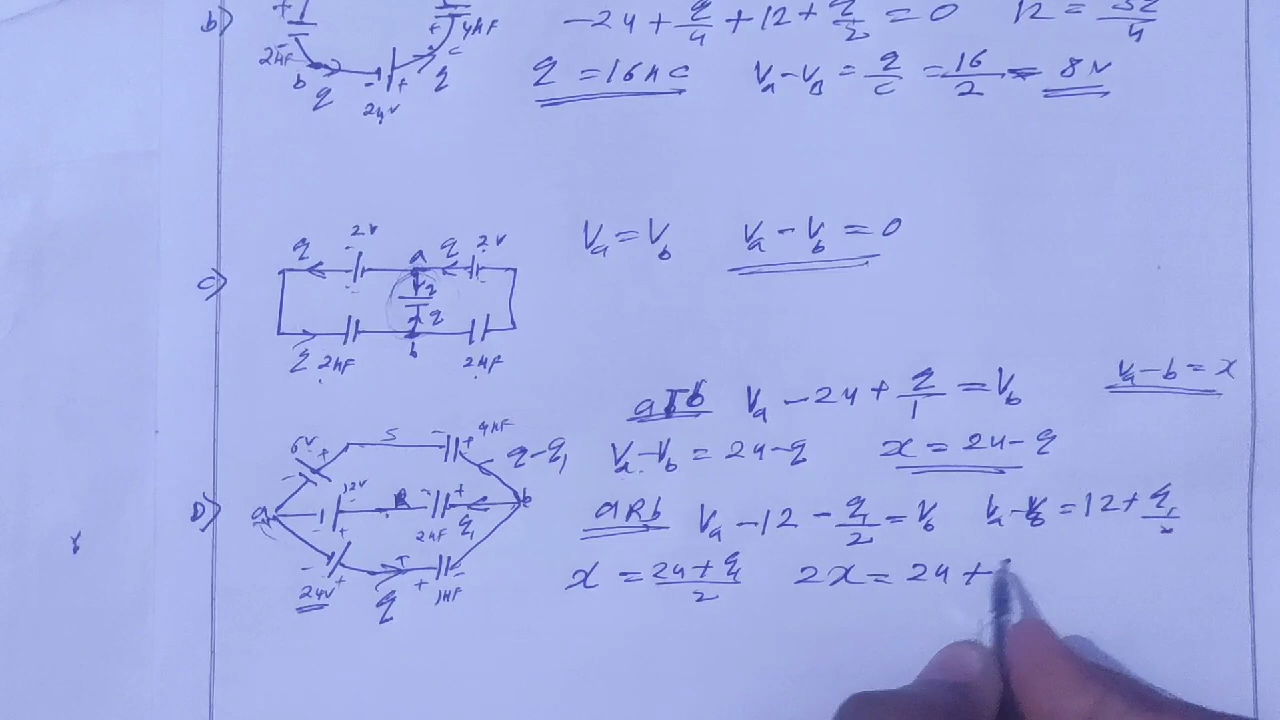 b)
−24 + q/4 + 12 + q/2 = 0
2μF b q 24V + q c 4μF
q = 16μC Va − VB = q/C = 16/2 = 8V
C)
q 2V a q 2V
q 2μF b 2μF
Va = Vb Va − Vb = 0
aTb Va − 24 + q/1 = Vb Va − b = x
Va − Vb = 24 − q x = 24 − q
D)
6V + S − + 4μF q − q1
a 12V + R − + 2μF q1 b
− 24V + q T + − 1μF
aRb Va − 12 − q1/2 = Vb Va − VB = 12 + q1/2
x = 24 + q1/2 2x = 24 +